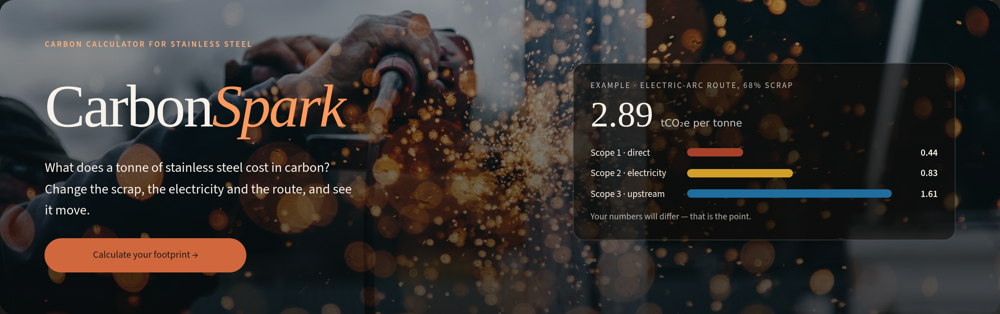 CARBON CALCULATOR FOR STAINLESS STEEL
CarbonSpark
What does a tonne of stainless steel cost in carbon?
Change the scrap, the electricity and the route, and see
it move.
Calculate your footprint →
EXAMPLE · ELECTRIC-ARC ROUTE, 68% SCRAP
2.89 tCO₂e per tonne
Scope 1 · direct 0.44
Scope 2 · electricity 0.83
Scope 3 · upstream 1.61
Your numbers will differ — that is the point.